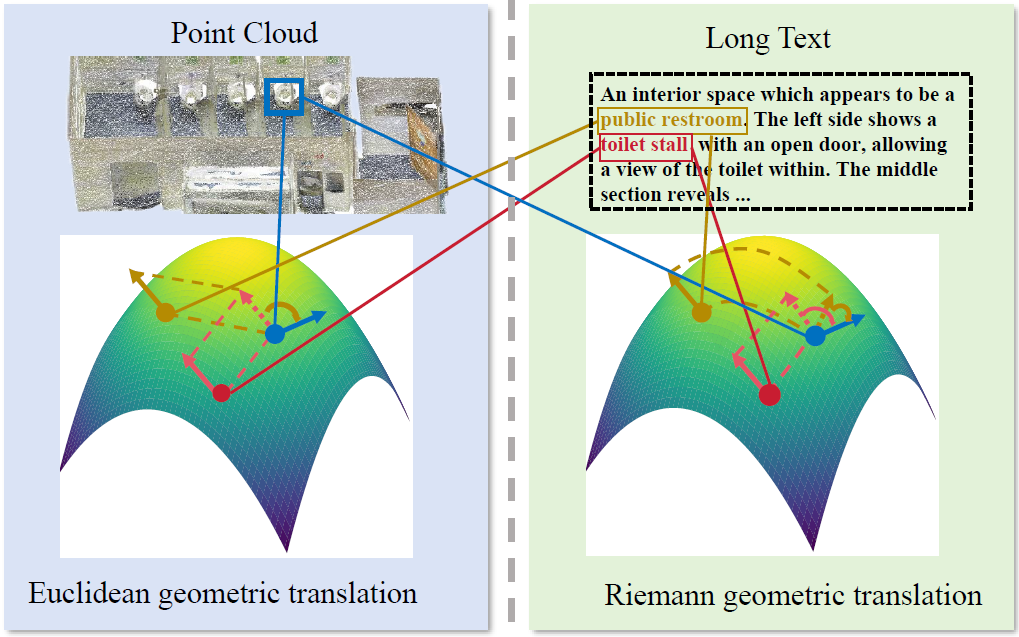 Point Cloud
Long Text
An interior space which appears to be a
public restroom. The left side shows a
toilet stall, with an open door, allowing
a view of the toilet within. The middle
section reveals ...
Euclidean geometric translation
Riemann geometric translation